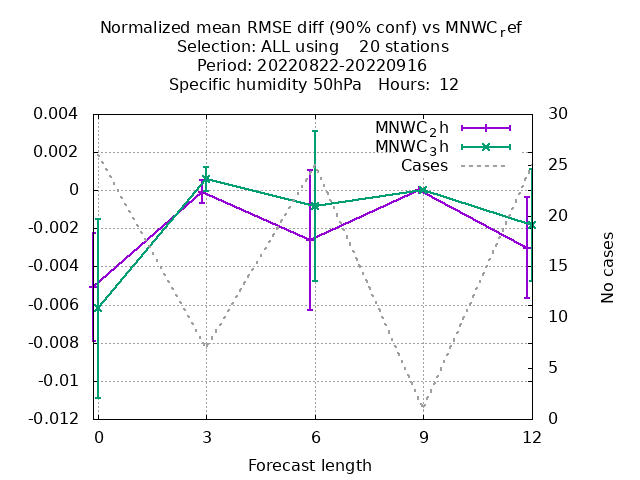 Normalized mean RMSE diff (90% conf) vs MNWC_ref
Selection: ALL using    20 stations
Period: 20220822-20220916
Specific humidity 50hPa   Hours:  12
MNWC_2h
MNWC_3h
Cases
0.004
0.002
0
-0.002
-0.004
-0.006
-0.008
-0.01
-0.012
30
25
20
15
10
5
0
No cases
0
3
6
9
12
Forecast length